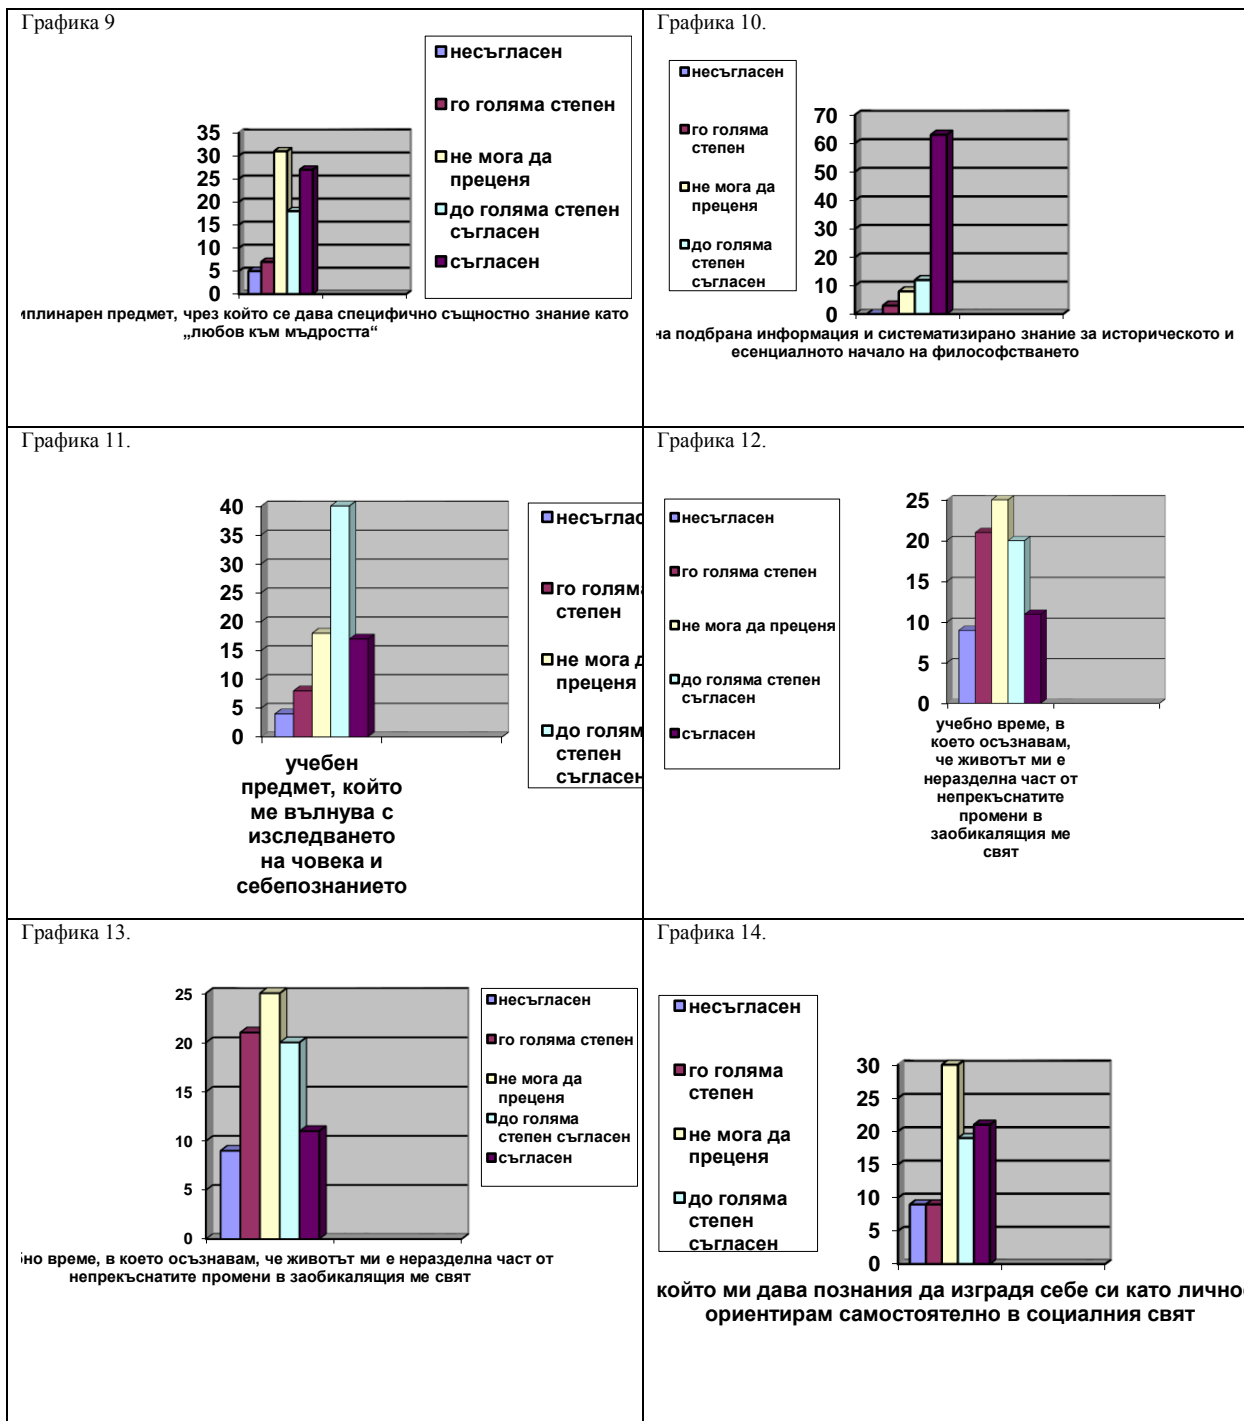 Графика 9
несъгласен
го голяма степен
не мога да
преценя
до голяма степен
съгласен
съгласен
35
30
25
20
15
10
5
0
иплинарен предмет, чрез който се дава специфично същностно знание като
„любов към мъдростта“
Графика 10.
несъгласен
го голяма
степен
не мога да
преценя
до голяма
степен
съгласен
70
60
50
40
30
20
10
0
на подбрана информация и систематизирано знание за историческото и
есенциалното начало на философстването
Графика 11.
40
35
30
25
20
15
10
5
0
несъглас
го голяма
степен
не мога д
преценя
до голям
степен
съгласен
учебен
предмет, който
ме вълнува с
изследването
на човека и
себепознанието
Графика 12.
несъгласен
го голяма степен
не мога да преценя
до голяма степен
съгласен
съгласен
25
20
15
10
5
0
учебно време, в
което осъзнавам,
че животът ми е
неразделна част от
непрекъснатите
промени в
заобикалящия ме
свят
Графика 13.
25
20
15
10
5
0
несъгласен
го голяма степен
не мога да
преценя
до голяма
степен съгласен
съгласен
но време, в което осъзнавам, че животът ми е неразделна част от
непрекъснатите промени в заобикалящия ме свят
Графика 14.
несъгласен
го голяма
степен
не мога да
преценя
до голяма
степен
съгласен
30
25
20
15
10
5
0
който ми дава познания да изградя себе си като лично
ориентирам самостоятелно в социалния свят